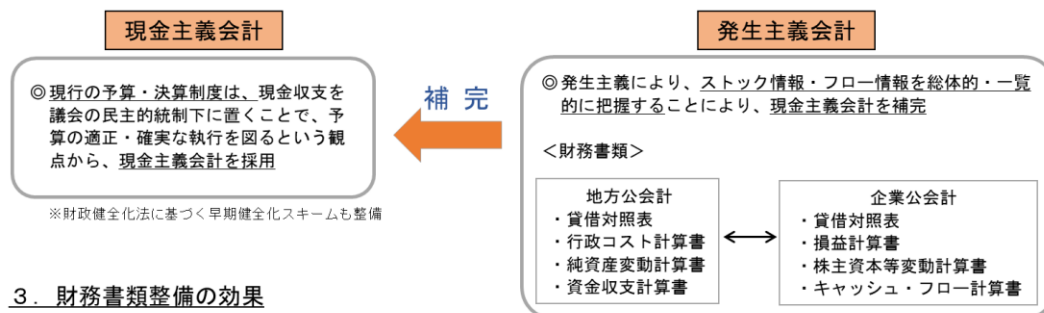 現金主義会計
◎現行の予算・決算制度は、現金収支を
議会の民主的統制下に置くことで、予
算の適正・確実な執行を図るという観
点から、現金主義会計を採用
※財政健全化法に基づく早期健全化スキームも整備
補 完
発生主義会計
◎発生主義により、ストック情報・フロー情報を総体的・一覧
的に把握することにより、現金主義会計を補完
＜財務書類＞
地方公会計
・貸借対照表
・行政コスト計算書
・純資産変動計算書
・資金収支計算書
企業公会計
・貸借対照表
・損益計算書
・株主資本等変動計算書
・キャッシュ・フロー計算書
３．財務書類整備の効果